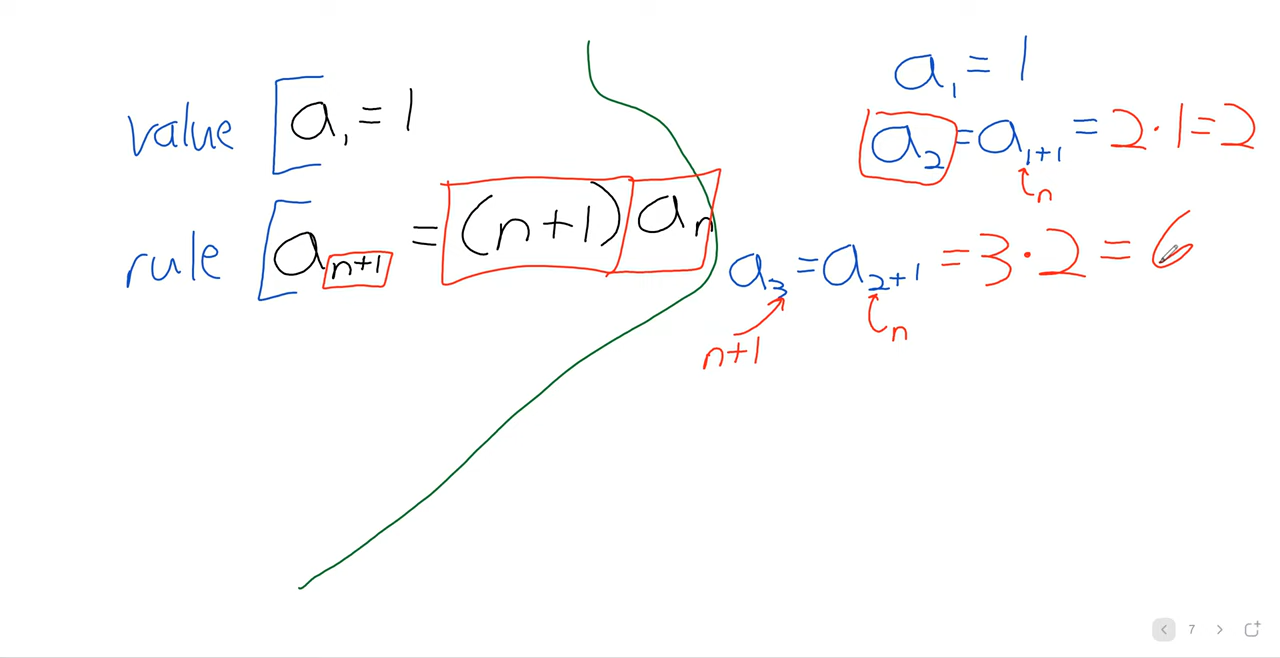 value [a₁ = 1
rule [aₙ₊₁ = (n+1) aₙ
a₁ = 1
a₂ = a₁₊₁ = 2·1 = 2
n
a₃ = a₂₊₁ = 3·2 = 6
n+1
n
7